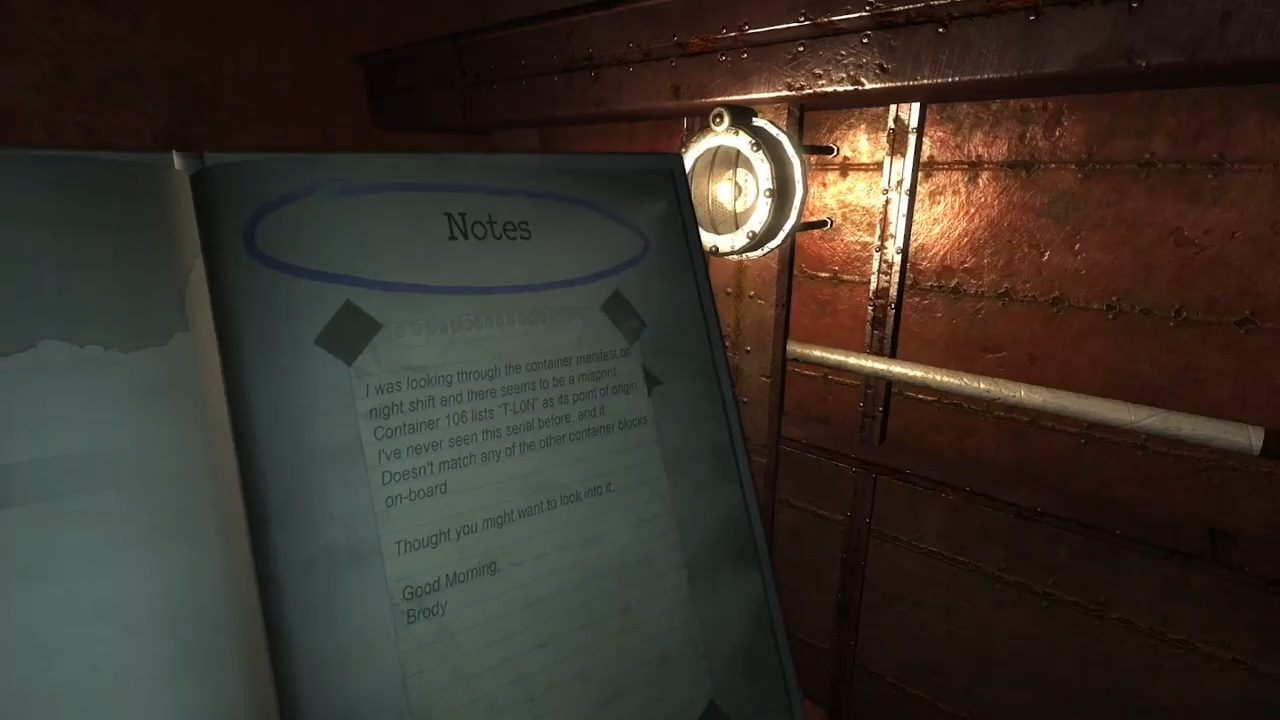 Notes
I was looking through the container manifest on
night shift and there seems to be a misprint
Container 106 lists "T-L0N" as its point of origin.
I've never seen this serial before, and it
Doesn't match any of the other container blocks
on-board.
Thought you might want to look into it.
Good Morning,
Brody